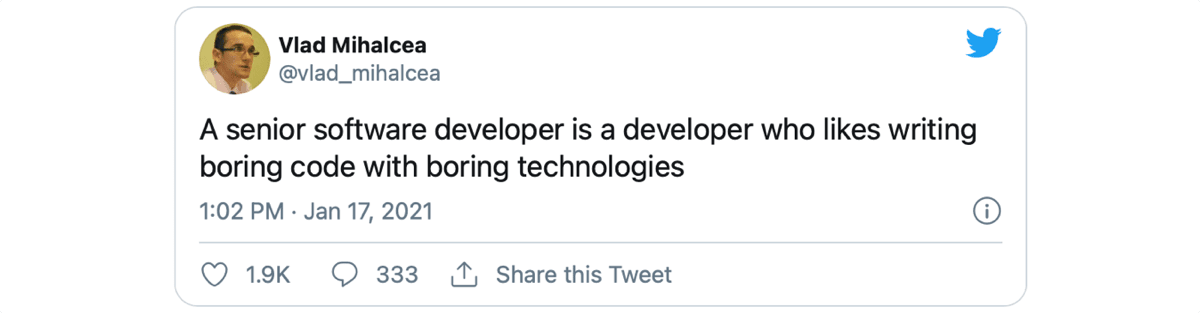 Vlad Mihalcea
@vlad_mihalcea
A senior software developer is a developer who likes writing
boring code with boring technologies
1:02 PM · Jan 17, 2021
1.9K 333 Share this Tweet